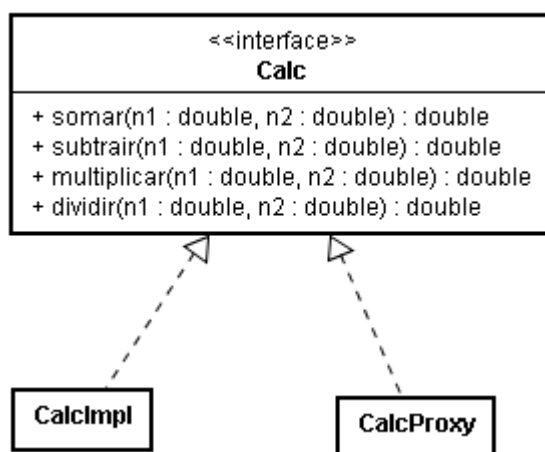 <<interface>>
Calc
+ somar(n1 : double, n2 : double) : double
+ subtrair(n1 : double, n2 : double) : double
+ multiplicar(n1 : double, n2 : double) : double
+ dividir(n1 : double, n2 : double) : double
CalcImpl
CalcProxy